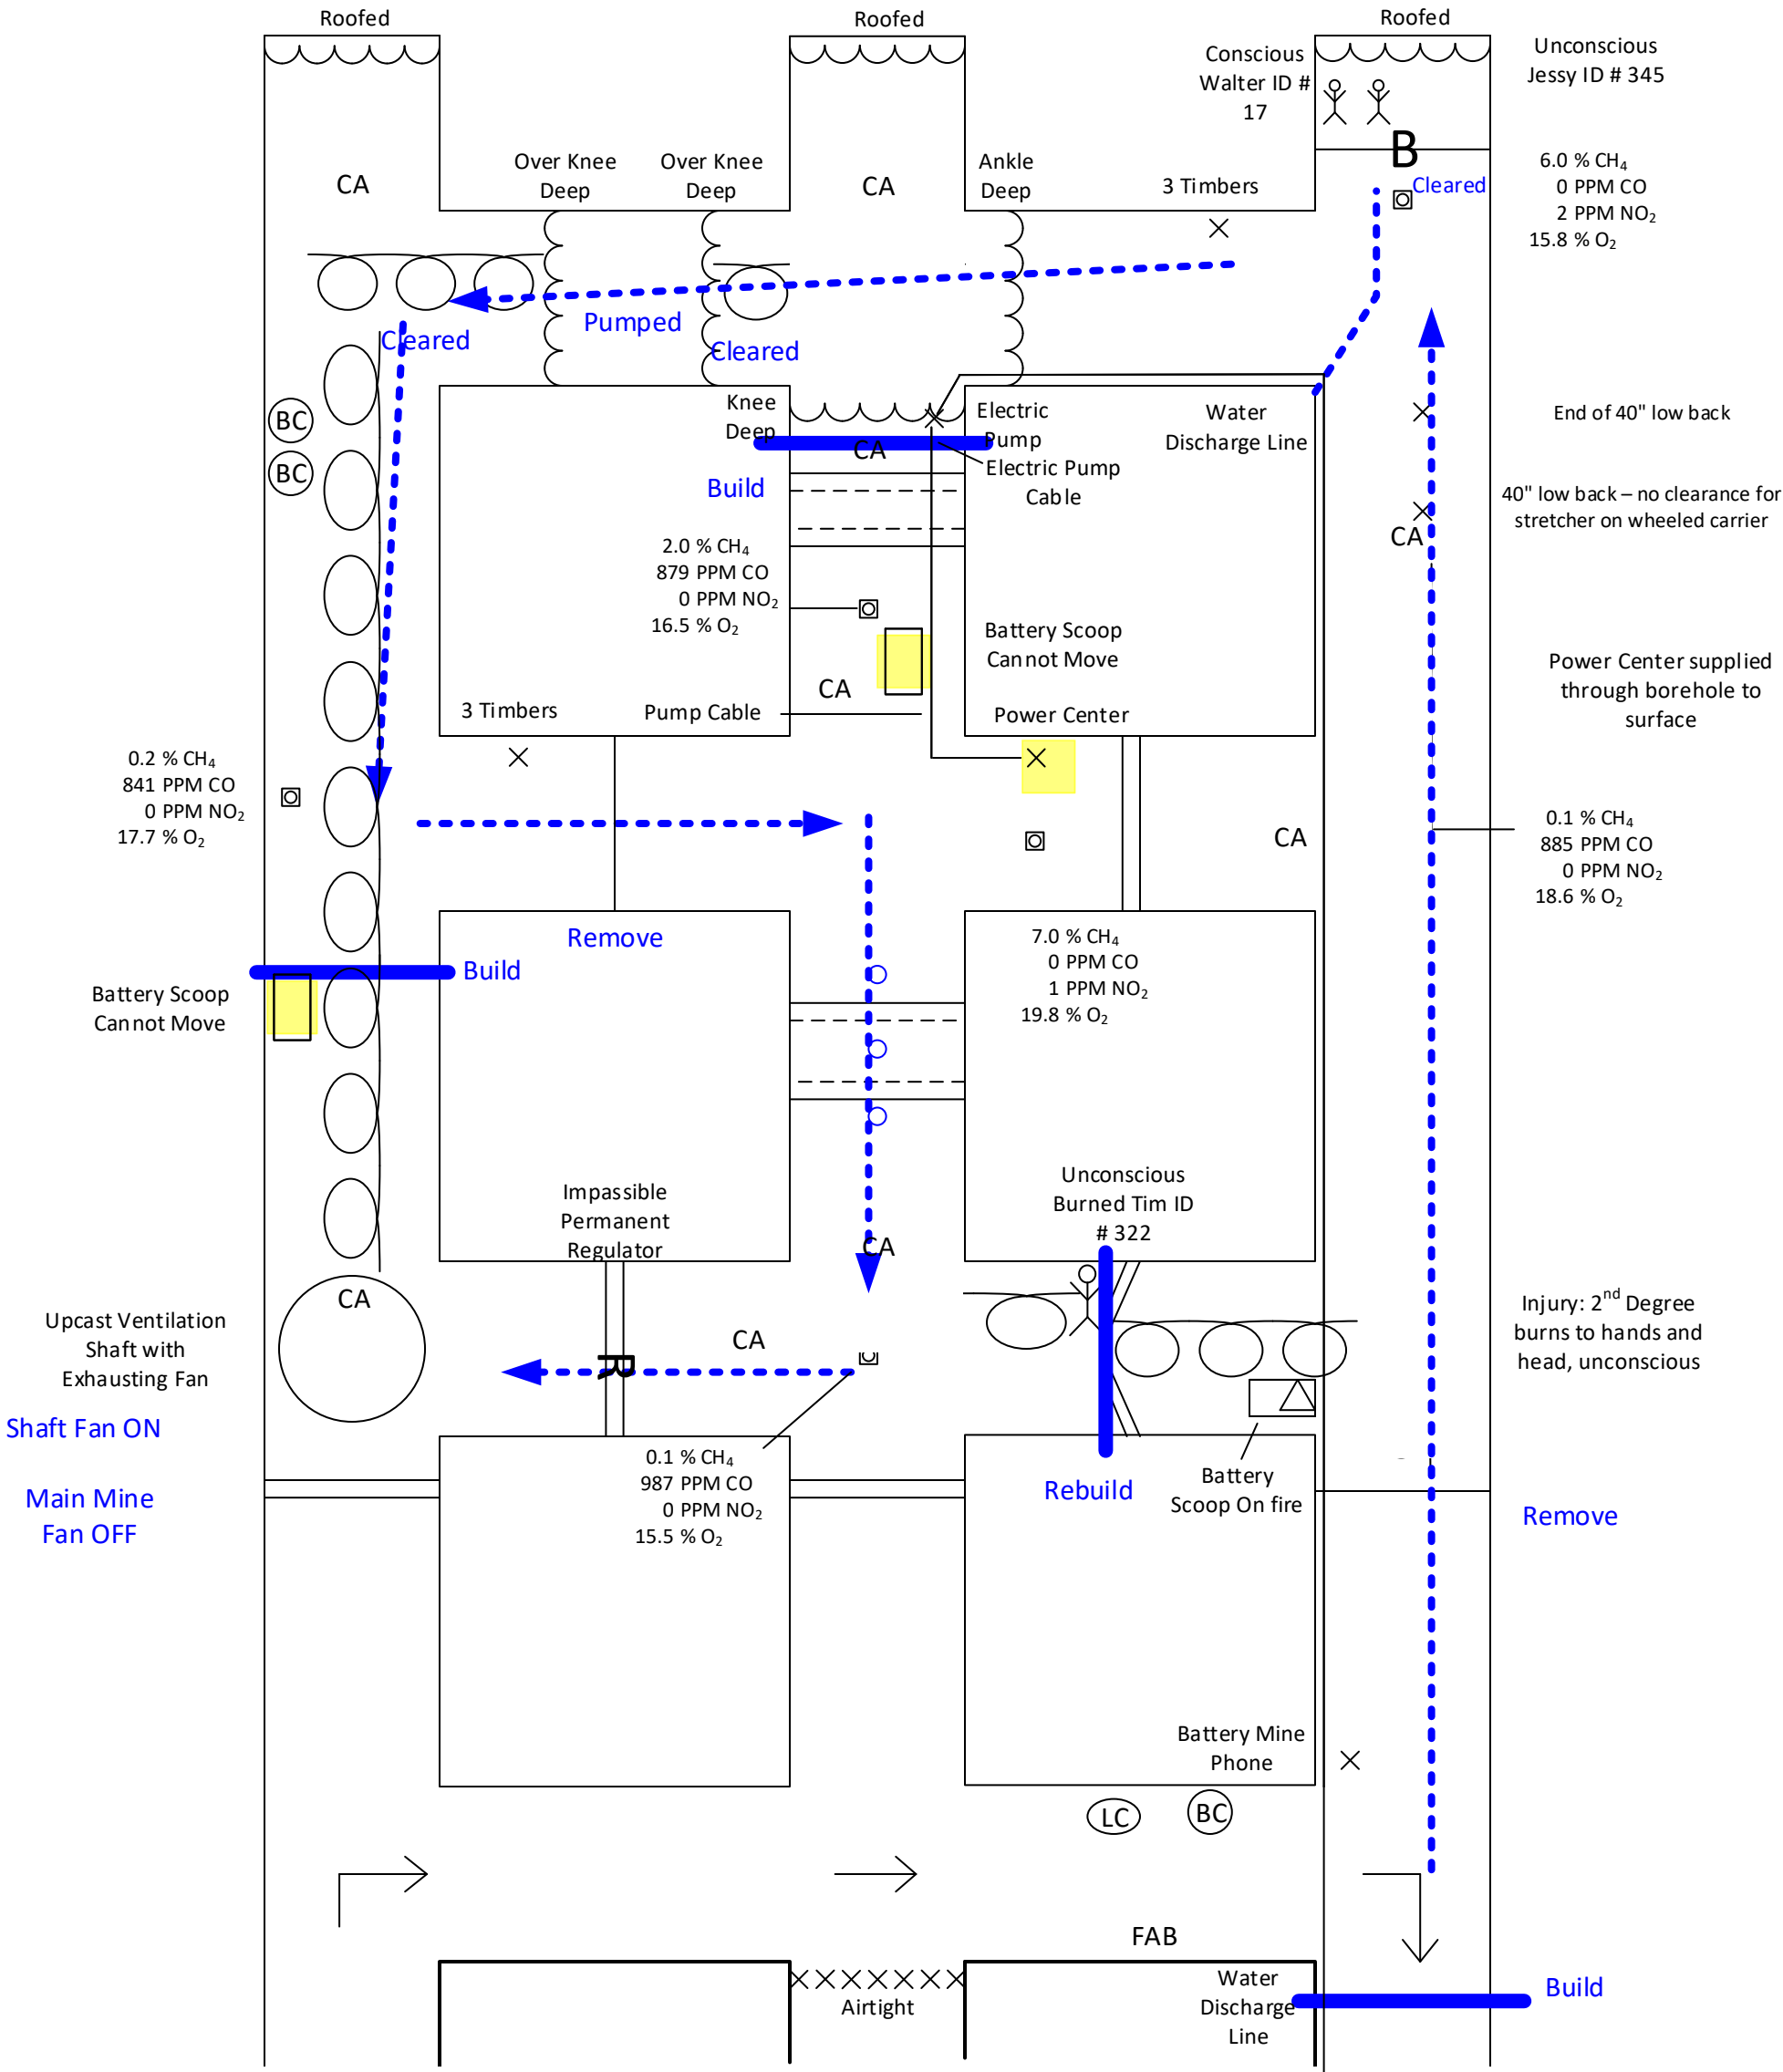 Roofed
Roofed
Roofed
Conscious
Walter ID #
17
Unconscious
Jessy ID # 345
B
Cleared
6.0 % CH₄
0 PPM CO
2 PPM NO₂
15.8 % O₂
CA
Over Knee
Deep
Over Knee
Deep
CA
Ankle
Deep
3 Timbers
Pumped
Cleared
Cleared
BC
BC
Knee
Deep
CA
Electric
Pump
Electric Pump
Cable
Water
Discharge Line
End of 40" low back
Build
40" low back – no clearance for
stretcher on wheeled carrier
CA
2.0 % CH₄
879 PPM CO
0 PPM NO₂
16.5 % O₂
Battery Scoop
Cannot Move
CA
3 Timbers
Pump Cable
Power Center
Power Center supplied
through borehole to
surface
0.2 % CH₄
841 PPM CO
0 PPM NO₂
17.7 % O₂
CA
0.1 % CH₄
885 PPM CO
0 PPM NO₂
18.6 % O₂
Remove
Build
Battery Scoop
Cannot Move
7.0 % CH₄
0 PPM CO
1 PPM NO₂
19.8 % O₂
Impassible
Permanent
Regulator
Unconscious
Burned Tim ID
# 322
CA
CA
Upcast Ventilation
Shaft with
Exhausting Fan
CA
R
Injury: 2nd Degree
burns to hands and
head, unconscious
Shaft Fan ON
Main Mine
Fan OFF
0.1 % CH₄
987 PPM CO
0 PPM NO₂
15.5 % O₂
Rebuild
Battery
Scoop On fire
Remove
Battery Mine
Phone
LC
BC
FAB
Airtight
Water
Discharge
Line
Build